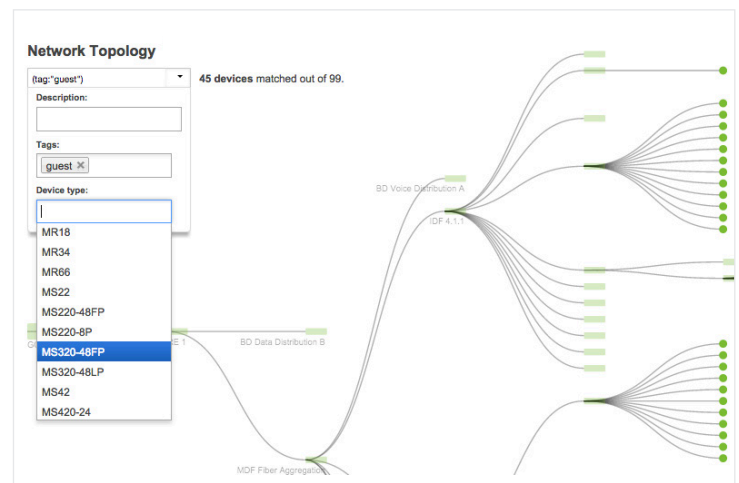 Network Topology
(tag:"guest")
45 devices matched out of 99.
Description:
Tags:
guest ×
Device type:
MR18
MR34
MR66
MS22
MS220-48FP
MS220-8P
MS320-48FP
MS320-48LP
MS42
MS420-24
BD Voice Distribution A
IDF 4.1.1
BD Data Distribution B
MDF Fiber Aggregation